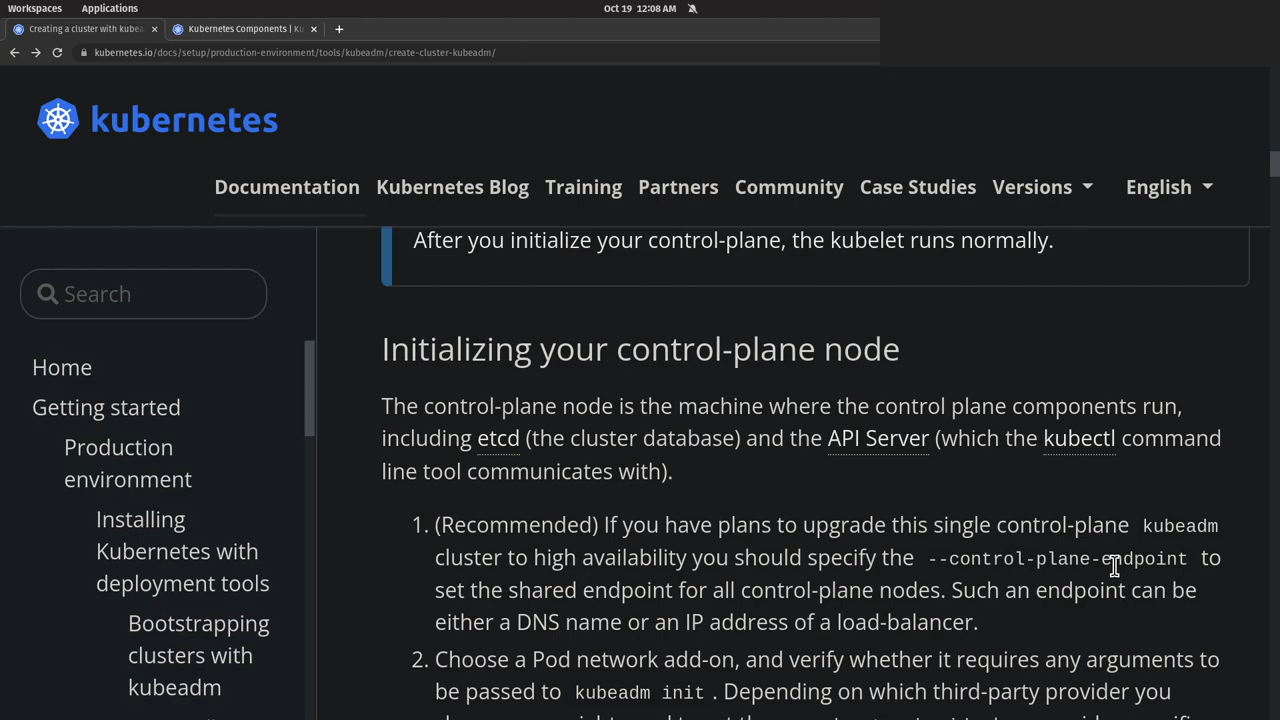 Workspaces Applications Oct 19 12:08 AM
Creating a cluster with kubea Kubernetes Components | Ku
kubernetes.io/docs/setup/production-environment/tools/kubeadm/create-cluster-kubeadm/
kubernetes
Documentation Kubernetes Blog Training Partners Community Case Studies Versions English
After you initialize your control-plane, the kubelet runs normally.
Search
Home
Getting started
Production
environment
Installing
Kubernetes with
deployment tools
Bootstrapping
clusters with
kubeadm
Initializing your control-plane node
The control-plane node is the machine where the control plane components run,
including etcd (the cluster database) and the API Server (which the kubectl command
line tool communicates with).
1. (Recommended) If you have plans to upgrade this single control-plane kubeadm
cluster to high availability you should specify the --control-plane-endpoint to
set the shared endpoint for all control-plane nodes. Such an endpoint can be
either a DNS name or an IP address of a load-balancer.
2. Choose a Pod network add-on, and verify whether it requires any arguments to
be passed to kubeadm init . Depending on which third-party provider you